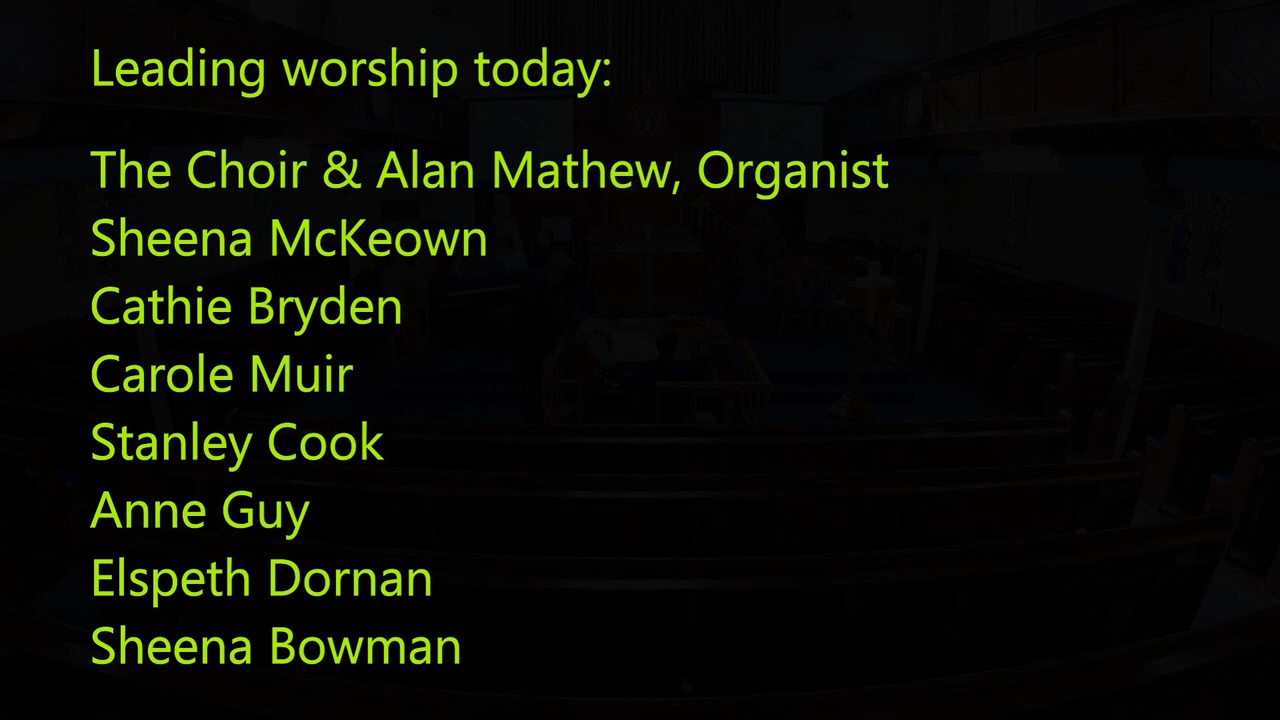 Leading worship today:
The Choir & Alan Mathew, Organist
Sheena McKeown
Cathie Bryden
Carole Muir
Stanley Cook
Anne Guy
Elspeth Dornan
Sheena Bowman